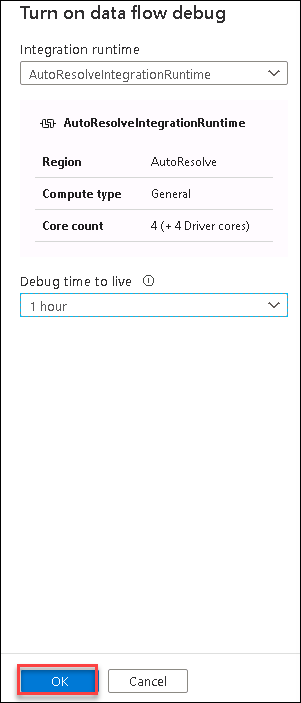 Turn on data flow debug
Integration runtime
AutoResolveIntegrationRuntime
AutoResolveIntegrationRuntime
Region AutoResolve
Compute type General
Core count 4 (+ 4 Driver cores)
Debug time to live
1 hour
OK Cancel